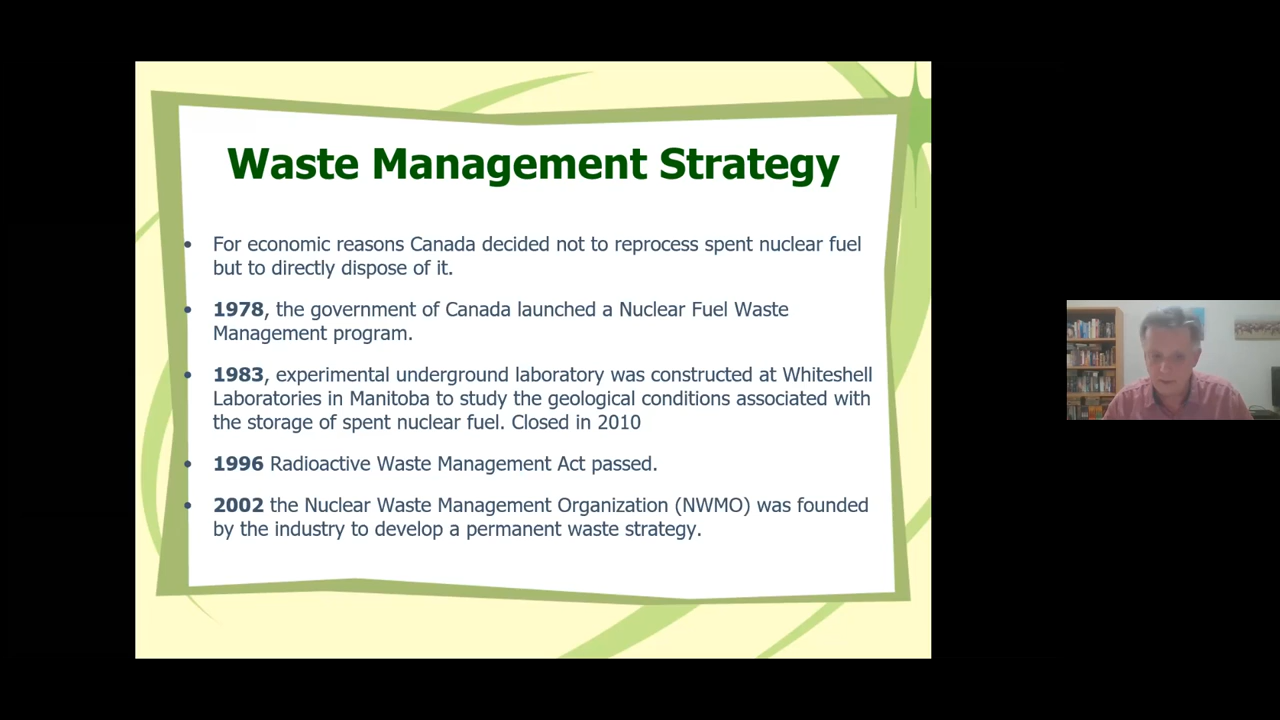 Waste Management Strategy
• For economic reasons Canada decided not to reprocess spent nuclear fuel
but to directly dispose of it.
• 1978, the government of Canada launched a Nuclear Fuel Waste
Management program.
• 1983, experimental underground laboratory was constructed at Whiteshell
Laboratories in Manitoba to study the geological conditions associated with
the storage of spent nuclear fuel. Closed in 2010
• 1996 Radioactive Waste Management Act passed.
• 2002 the Nuclear Waste Management Organization (NWMO) was founded
by the industry to develop a permanent waste strategy.